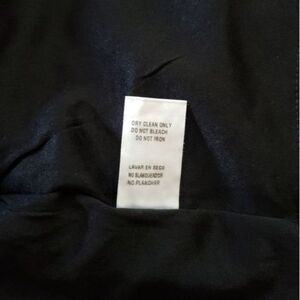 DRY CLEAN ONLY
DO NOT BLEACH
DO NOT IRON
LAVAR EN SECO
NO BLANQUEADOR
NO PLANCHAR